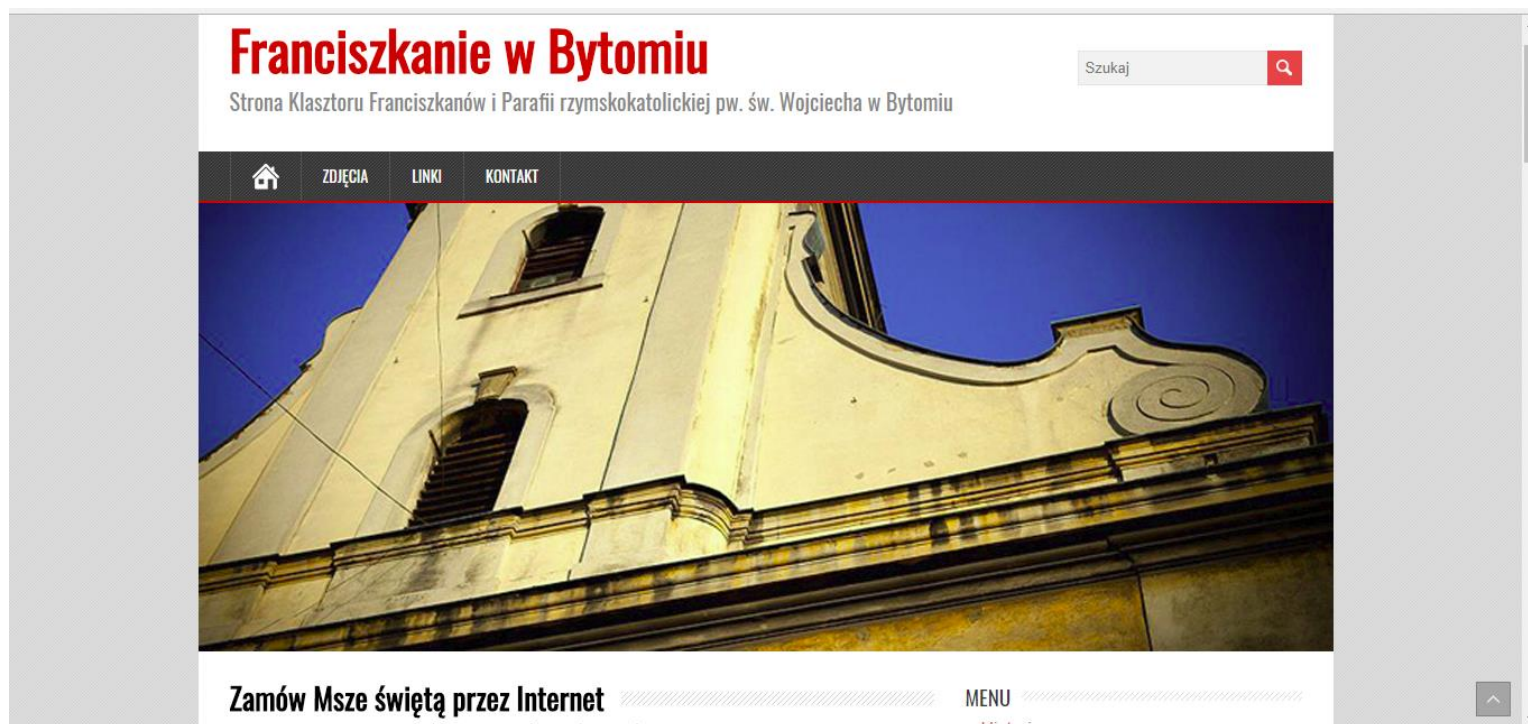 Franciszkanie w Bytomiu
Szukaj
Strona Klasztoru Franciszkanów i Parafii rzymskokatolickiej pw. św. Wojciecha w Bytomiu
ZDJĘCIA LINKI KONTAKT
Zamów Msze świętą przez Internet
MENU